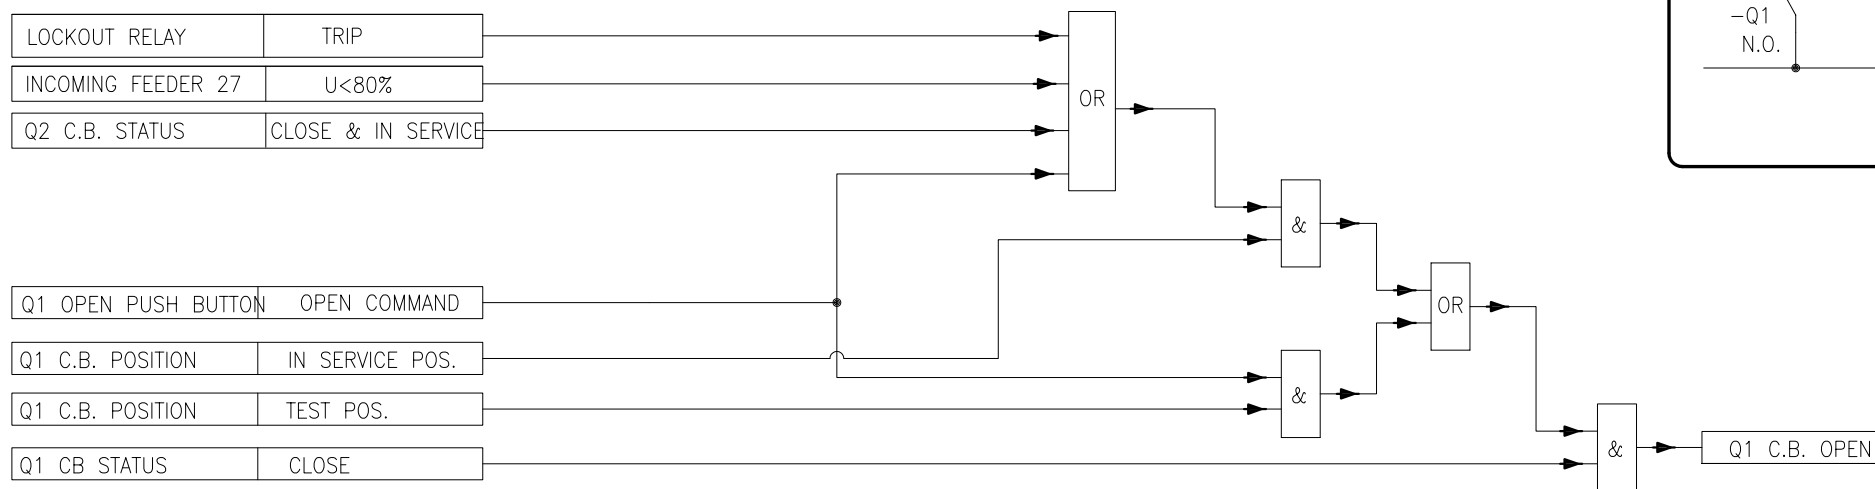 LOCKOUT RELAY TRIP
INCOMING FEEDER 27 U<80%
Q2 C.B. STATUS CLOSE & IN SERVICE
OR
-Q1
N.O.
&
Q1 OPEN PUSH BUTTON OPEN COMMAND
OR
Q1 C.B. POSITION IN SERVICE POS.
&
Q1 C.B. POSITION TEST POS.
Q1 CB STATUS CLOSE
&
Q1 C.B. OPEN